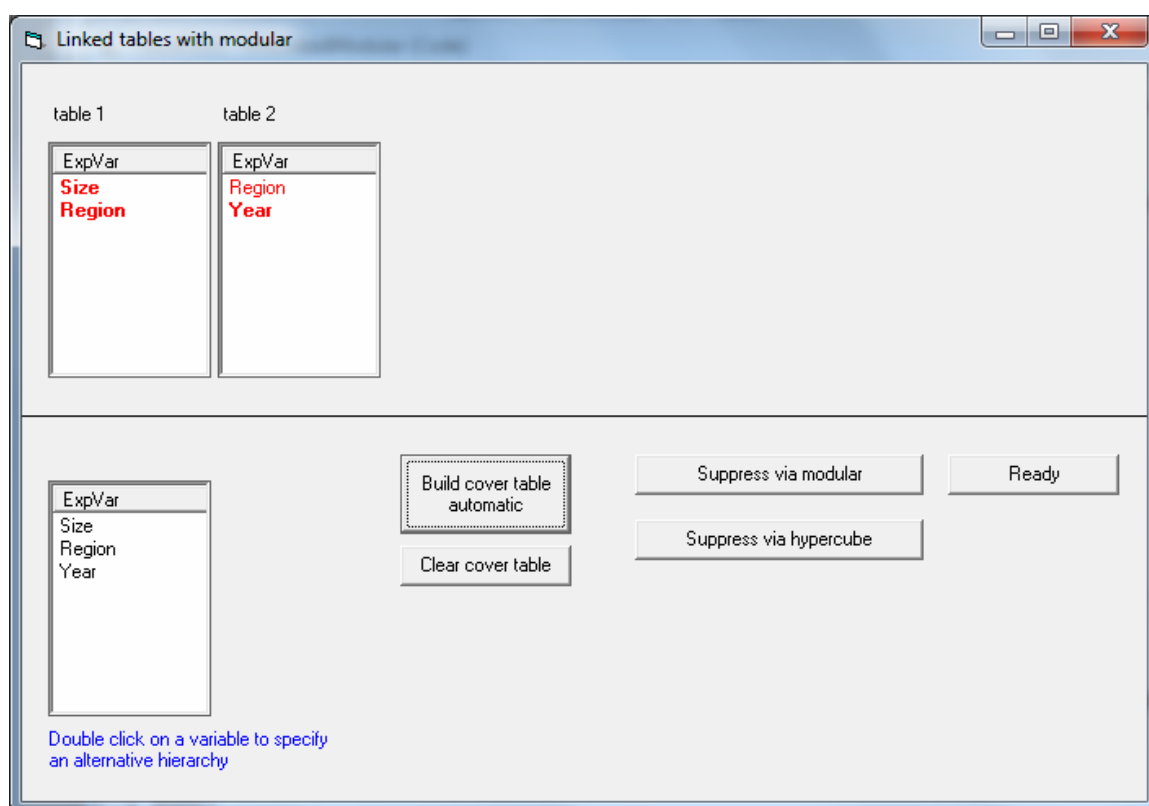 Linked tables with modular
table 1
table 2
ExpVar
Size
Region
ExpVar
Region
Year
ExpVar
Size
Region
Year
Build cover table
automatic
Clear cover table
Suppress via modular
Suppress via hypercube
Ready
Double click on a variable to specify
an alternative hierarchy